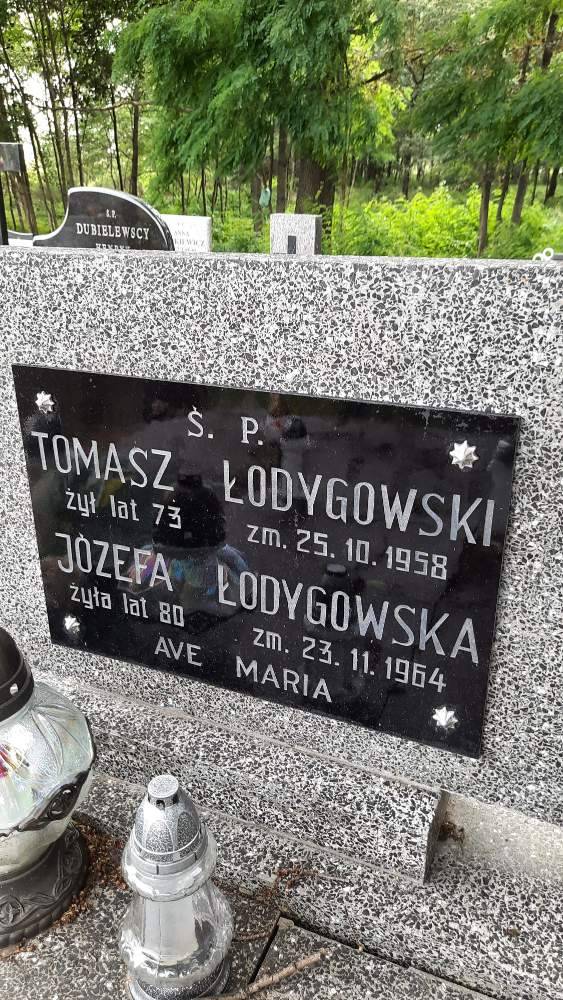 Ś.P.
DUBIELEWSCY
Ś. P.
TOMASZ ŁODYGOWSKI
żył lat 73 zm. 25. 10. 1958
JÓZEFA ŁODYGOWSKA
żyła lat 80 zm. 23. 11. 1964
AVE MARIA